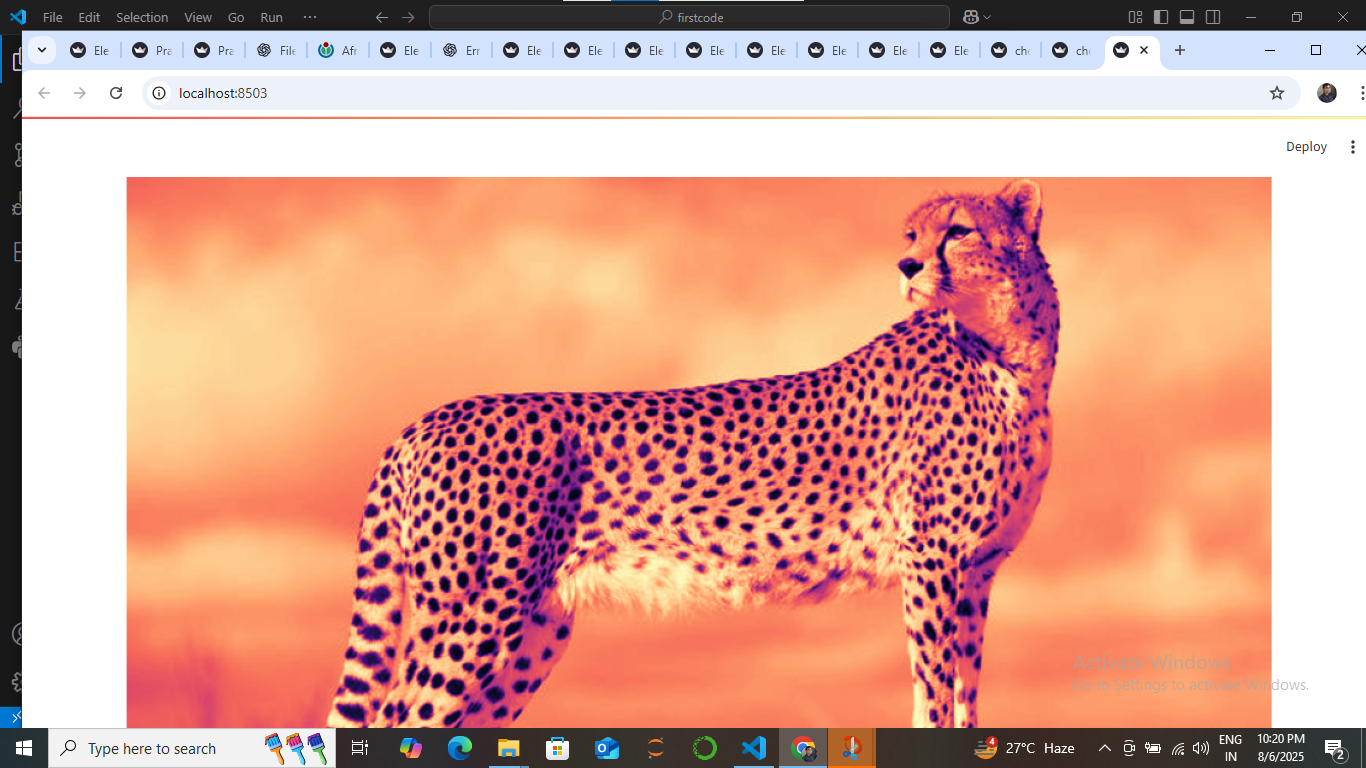 File Edit Selection View Go Run ···
firstcode
Ele Pra Pra File Afr Ele Err Ele Ele Ele Ele Ele Ele Ele Ele
localhost:8503
Deploy
Activate Windows
Go to Settings to activate Windows.
Type here to search
4
27°C Haze
ENG
IN
10:20 PM
8/6/2025
2